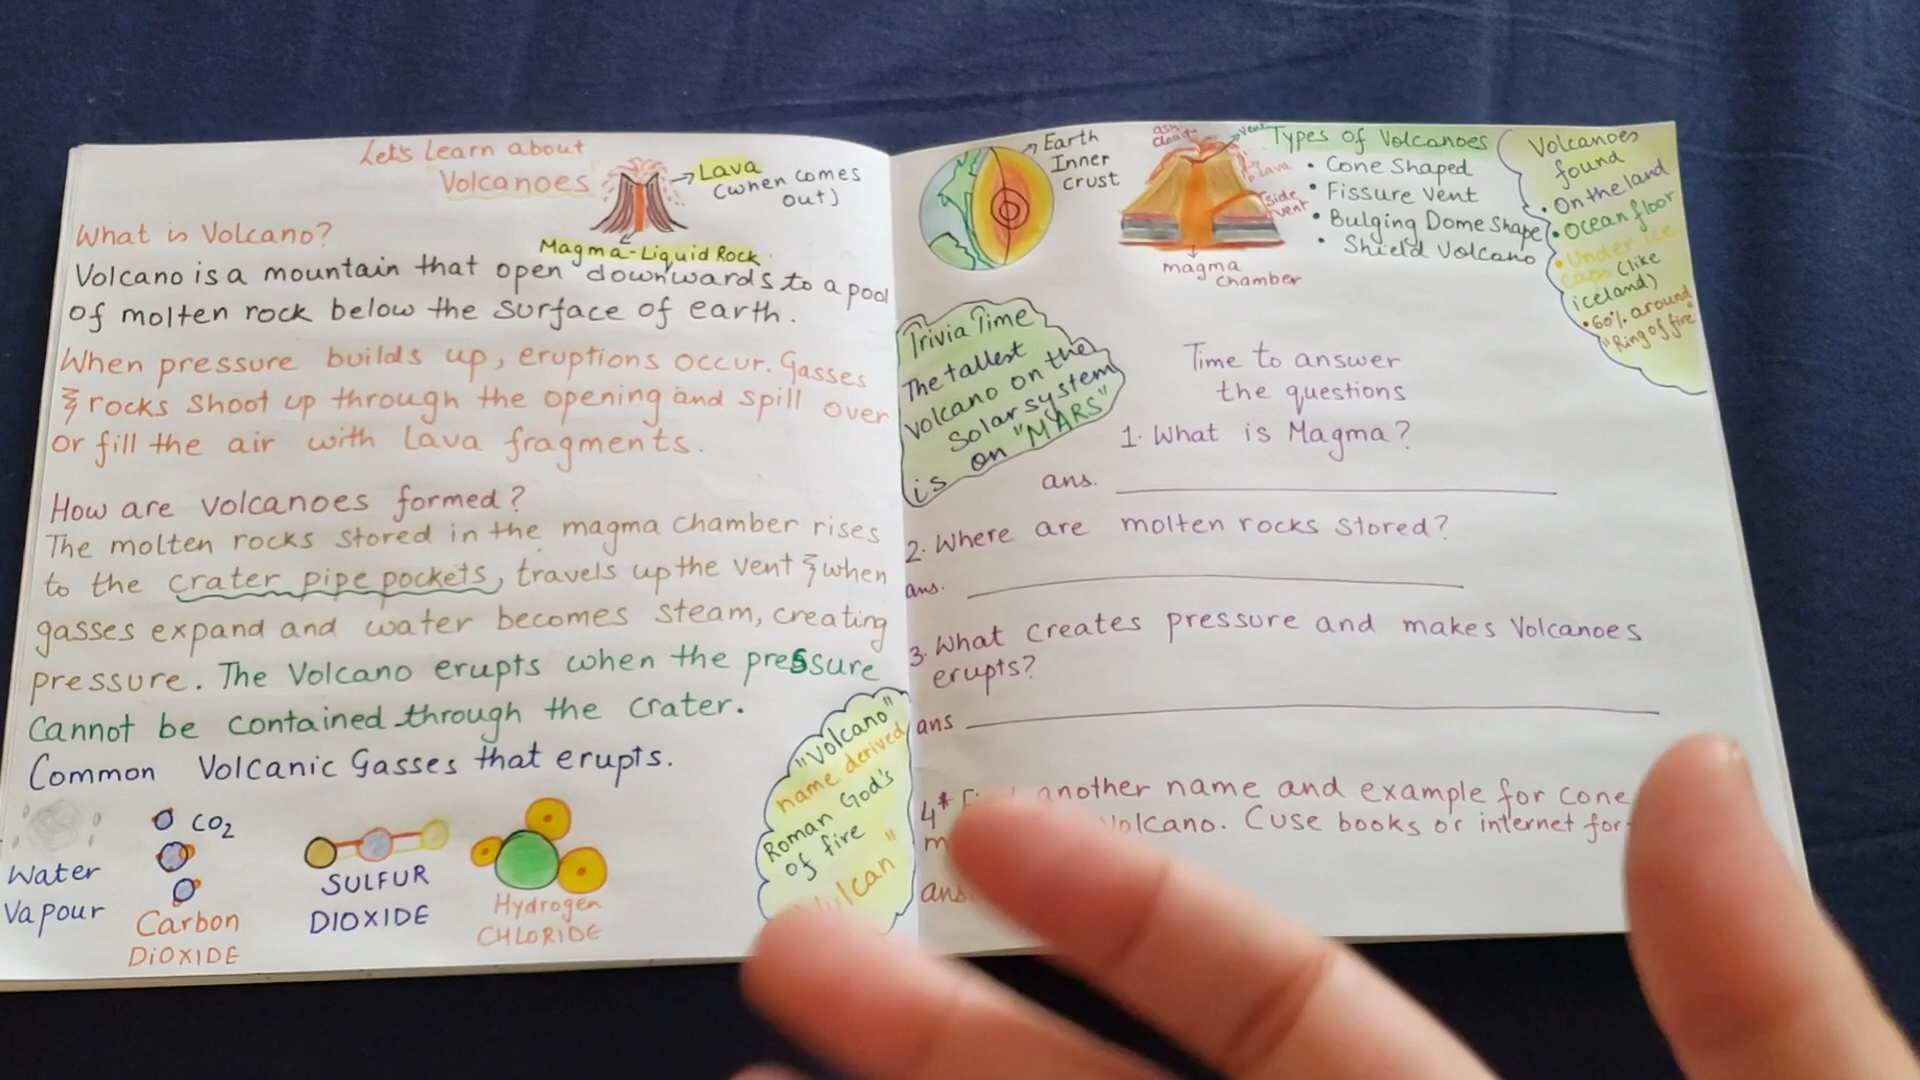 Let's Learn about
Volcanoes
Lava
(when comes
out)
Magma-Liquid Rock
What is Volcano?
Volcano is a mountain that open downwards to a pool
of molten rock below the surface of earth.
When pressure builds up, eruptions occur. Gasses
& rocks shoot up through the opening and spill over
or fill the air with lava fragments.
How are volcanoes formed?
The molten rocks stored in the magma chamber rises
to the crater pipe pockets, travels up the vent & when
gasses expand and water becomes steam, creating
pressure. The Volcano erupts when the pressure
cannot be contained through the crater.
Common Volcanic Gasses that erupts.
Water
Vapour
CO2
Carbon
DiOXIDE
SULFUR
DIOXIDE
Hydrogen
CHLORIDE
"Volcano"
name derived
Roman God's
of fire
Earth
Inner
crust
ash
cloud
vent
Lava
side
vent
magma
chamber
Types of Volcanoes
• Cone Shaped
• Fissure Vent
• Bulging Dome Shape
• Shield Volcano
Volcanoes
found
• On the land
• Ocean floor
• Under ice
caps (like
iceland)
• 60% around
"Ring of fire"
Trivia Time
The tallest
volcano on the
Solar system
is on "MARS"
Time to answer
the questions
1. What is Magma?
ans.
2. Where are molten rocks stored?
ans.
3. What creates pressure and makes Volcanoes
erupts?
ans
4* another name and example for cone
Volcano. (use books or internet for
ans.